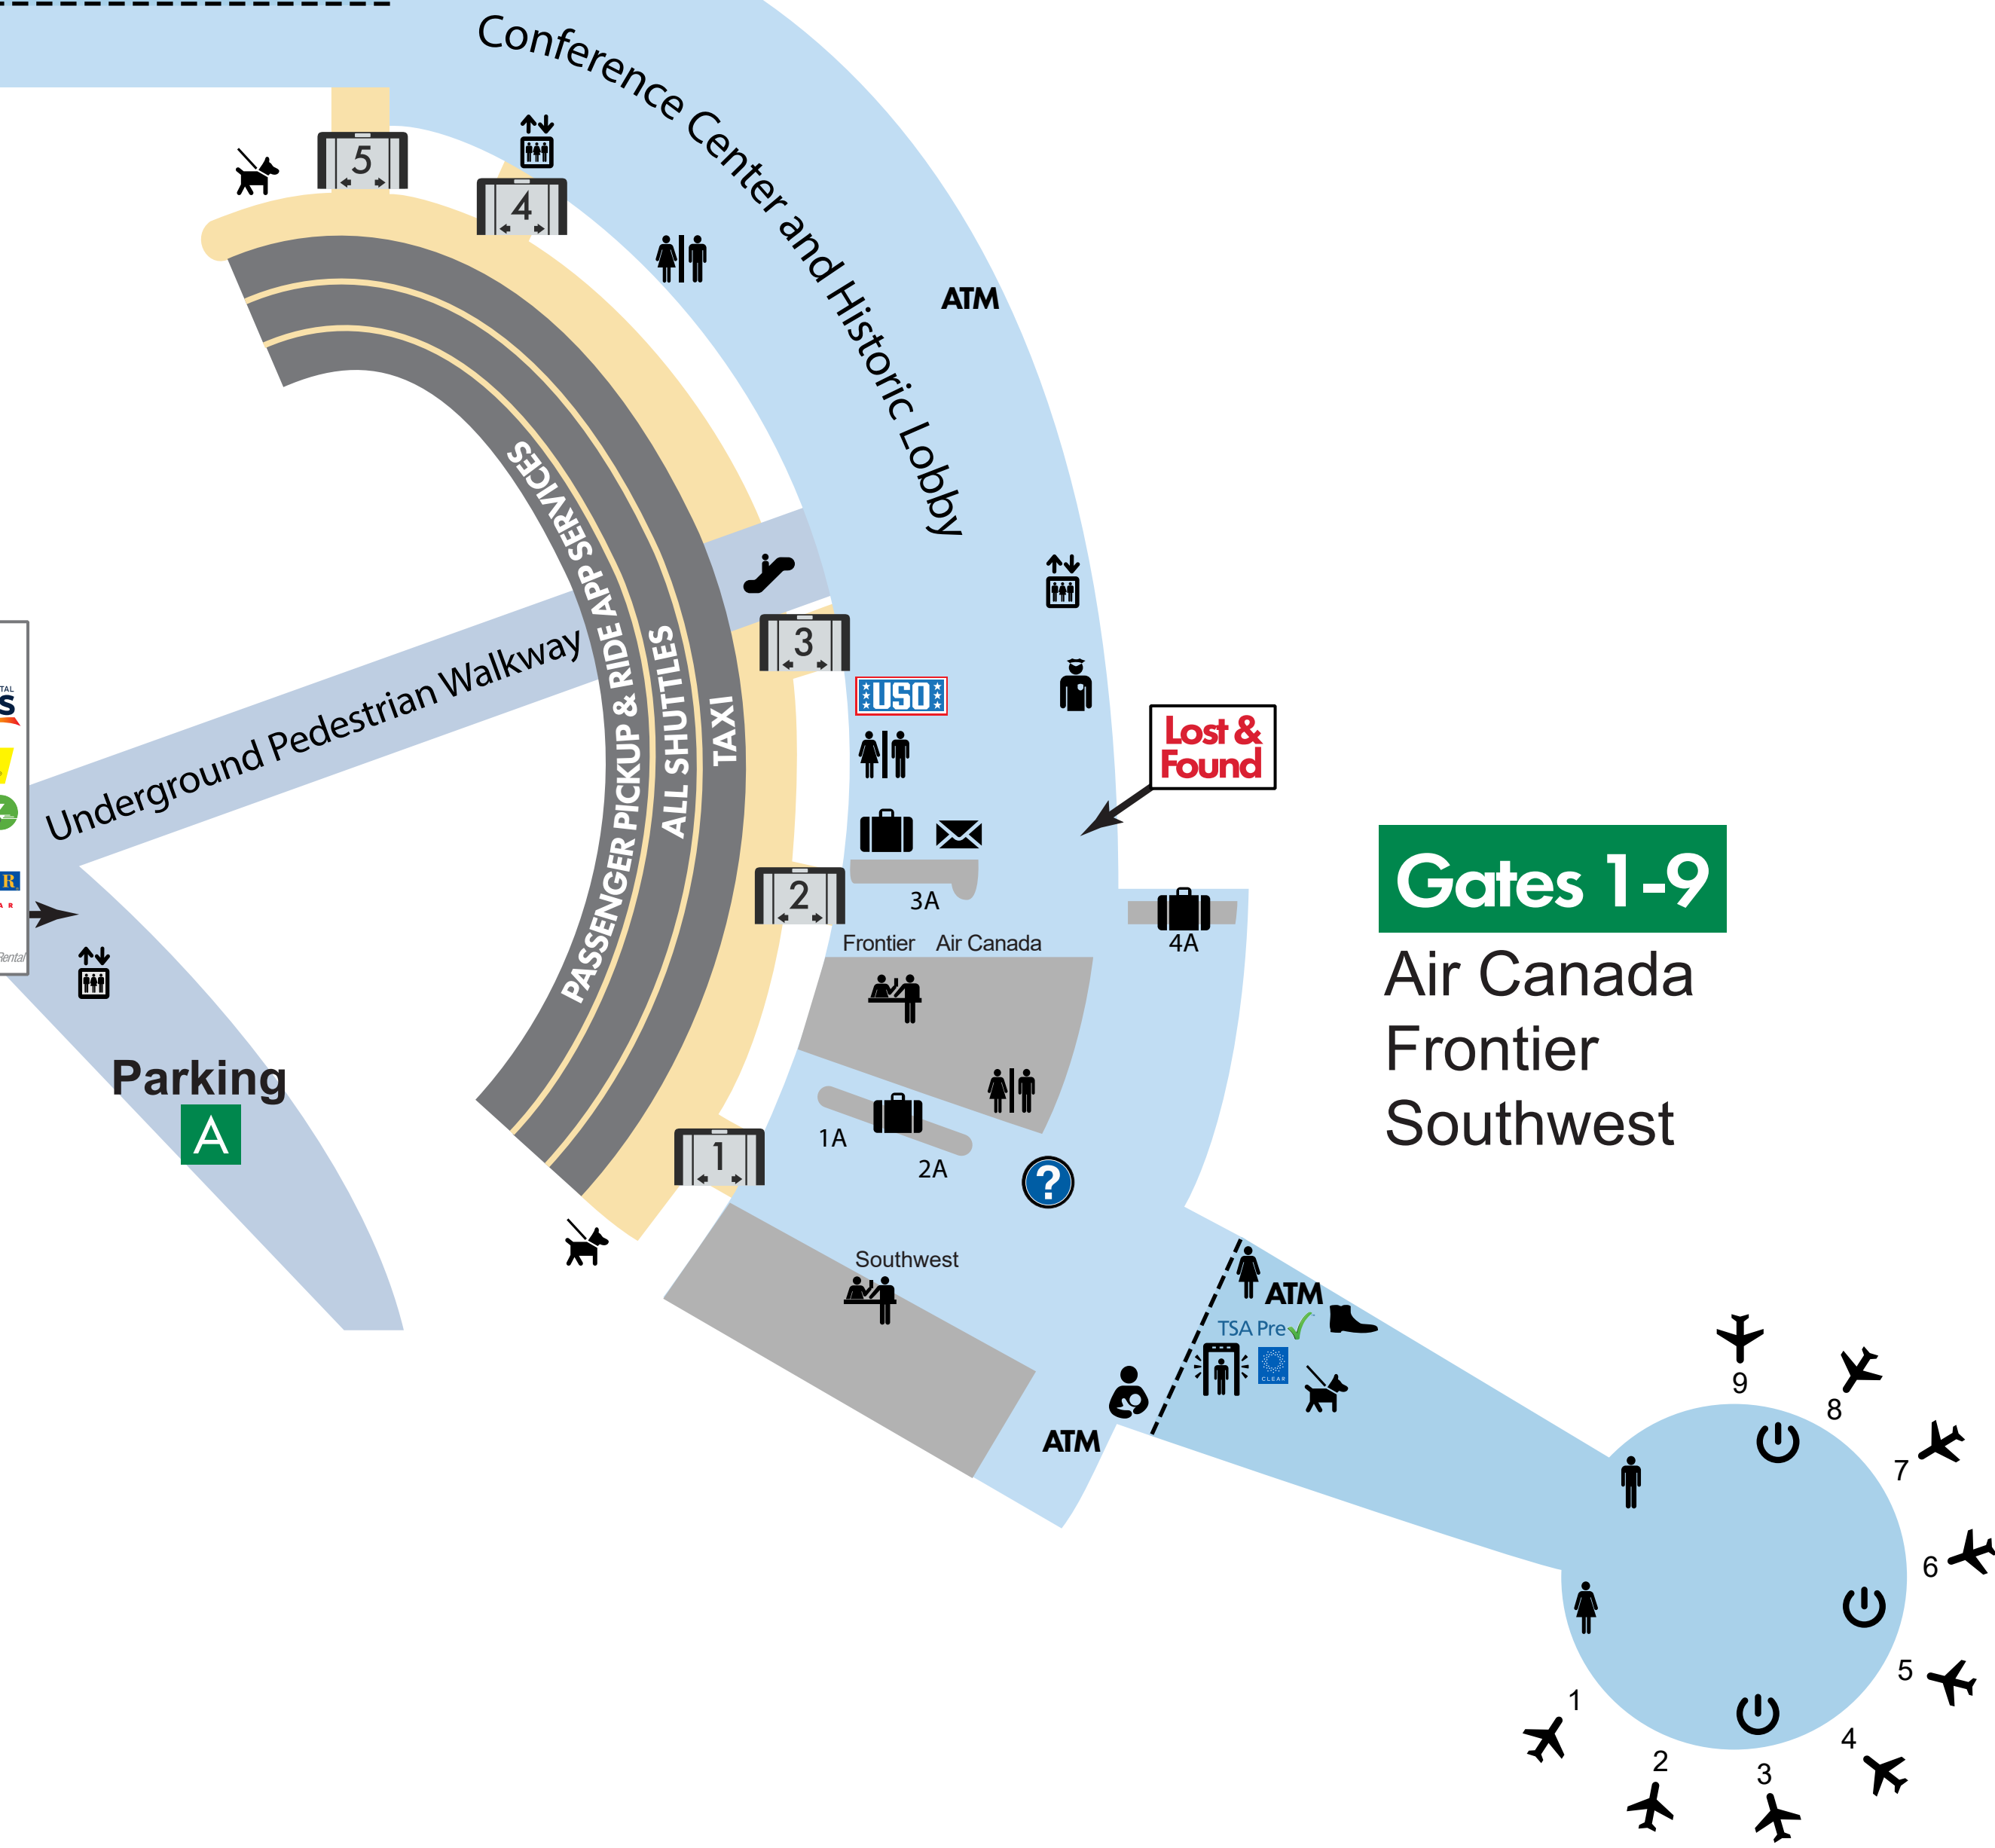 Conference Center and Historic Lobby
5
4
ATM
PASSENGER PICKUP & RIDE APP SERVICES
ALL SHUTTLES
TAXI
3
USO
Underground Pedestrian Walkway
Lost &
Found
2
3A
4A
Frontier Air Canada
Gates 1-9
Air Canada
Frontier
Southwest
Parking
A
1
1A
2A
?
Southwest
ATM
TSA Pre
CLEAR
ATM
9
8
7
6
5
4
3
2
1
R
Rental